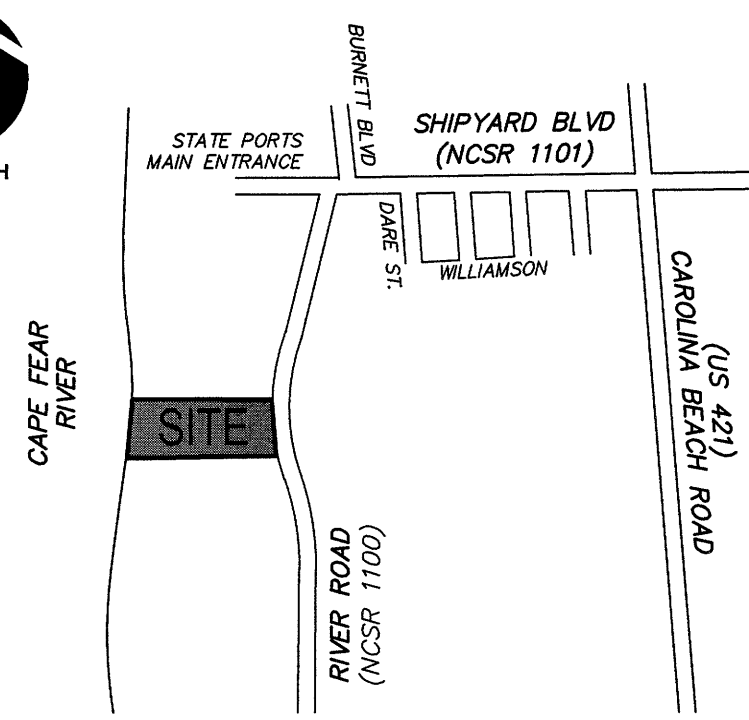 BURNETT BLVD
STATE PORTS
MAIN ENTRANCE
SHIPYARD BLVD
(NCSR 1101)
DARE ST.
WILLIAMSON
(US 421)
CAROLINA BEACH ROAD
CAPE FEAR
RIVER
SITE
RIVER ROAD
(NCSR 1100)